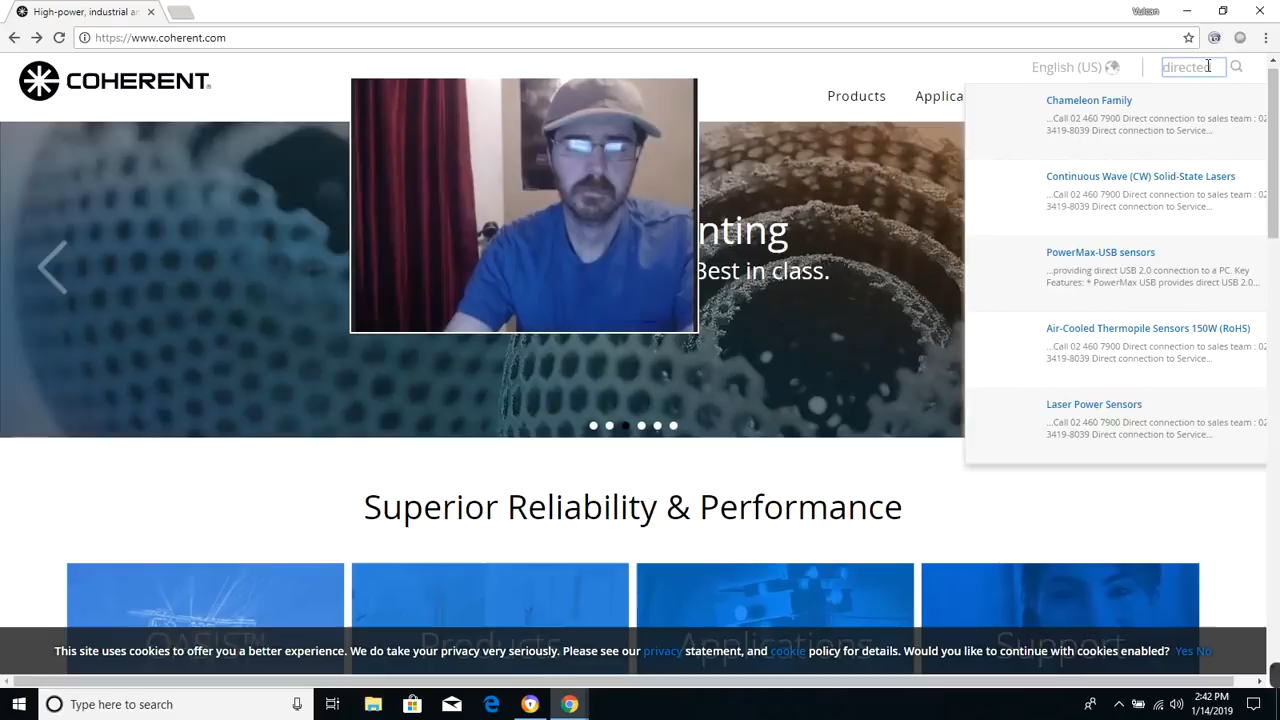 High-power, industrial a
Vulcan
https://www.coherent.com
COHERENT
English (US)
directed
Products
Applica
Chameleon Family
...Call 02 460 7900 Direct connection to sales team : 02
3419-8039 Direct connection to Service...
Continuous Wave (CW) Solid-State Lasers
...Call 02 460 7900 Direct connection to sales team : 02
3419-8039 Direct connection to Service...
PowerMax-USB sensors
...providing direct USB 2.0 connection to a PC. Key
Features: * PowerMax USB provides direct USB 2.0...
Air-Cooled Thermopile Sensors 150W (RoHS)
...Call 02 460 7900 Direct connection to sales team : 02
3419-8039 Direct connection to Service...
Laser Power Sensors
...Call 02 460 7900 Direct connection to sales team : 02
3419-8039 Direct connection to Service...
nting
Best in class.
Superior Reliability & Performance
OASIS™
Products
Applications
Support
This site uses cookies to offer you a better experience. We do take your privacy very seriously. Please see our privacy statement, and cookie policy for details. Would you like to continue with cookies enabled? Yes No
Type here to search
2:42 PM
1/14/2019